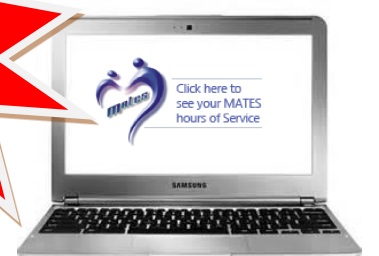 mates
Click here to
see your MATES
hours of Service
SAMSUNG